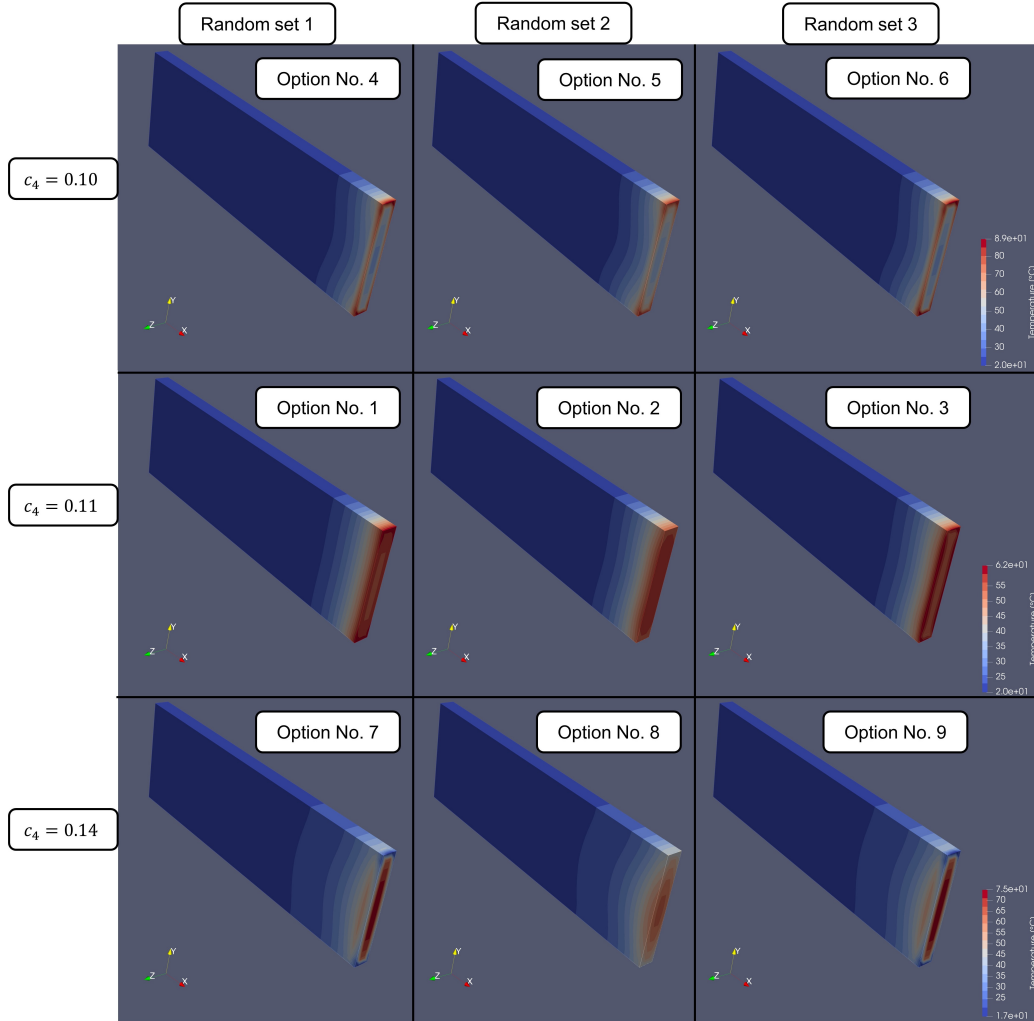 Random set 1
Random set 2
Random set 3
Option No. 4
Option No. 5
Option No. 6
c₄ = 0.10
8.9e+01
80
70
60
50
40
30
2.0e+01
Temperature (°C)
Y
Z
X
Y
Z
X
Y
Z
X
Option No. 1
Option No. 2
Option No. 3
c₄ = 0.11
6.2e+01
55
50
45
40
35
30
25
2.0e+01
Temperature (°C)
Y
Z
X
Y
Z
X
Y
Z
X
Option No. 7
Option No. 8
Option No. 9
c₄ = 0.14
7.5e+01
70
65
60
55
50
45
40
35
30
25
1.7e+01
Temperature (°C)
Y
Z
X
Y
Z
X
Y
Z
X